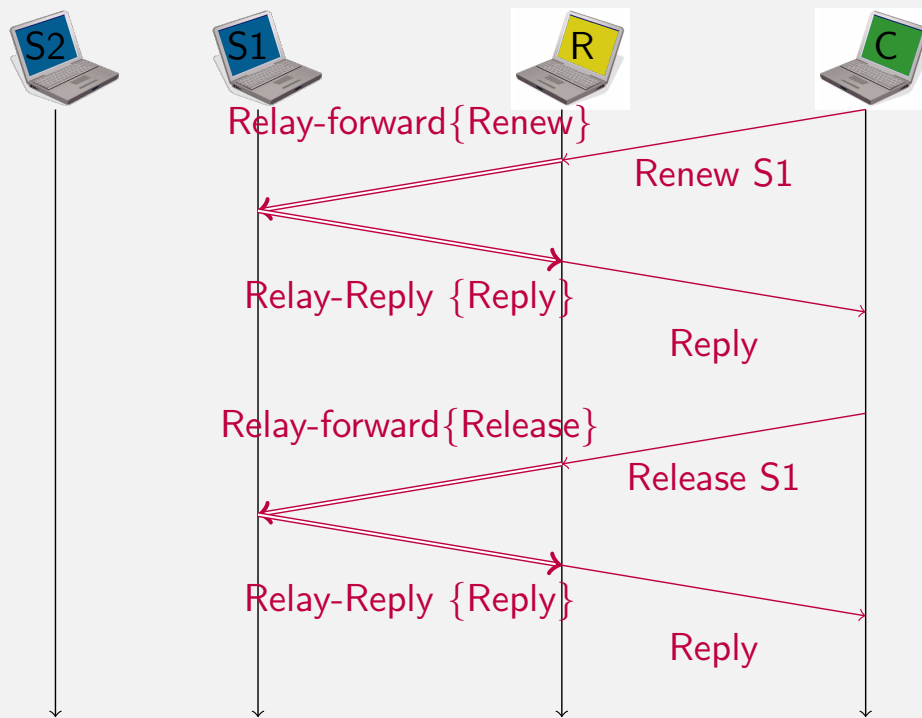 S2
S1
R
C
Relay-forward{Renew}
Renew S1
Relay-Reply {Reply}
Reply
Relay-forward{Release}
Release S1
Relay-Reply {Reply}
Reply